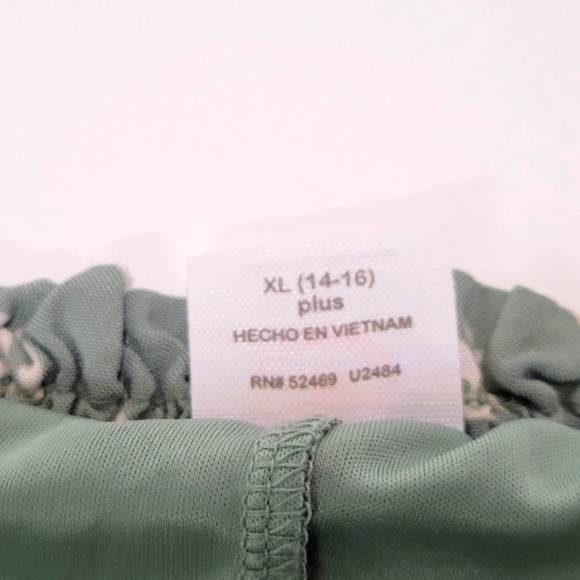 XL (14-16)
plus
HECHO EN VIETNAM
RN# 52469 U2484